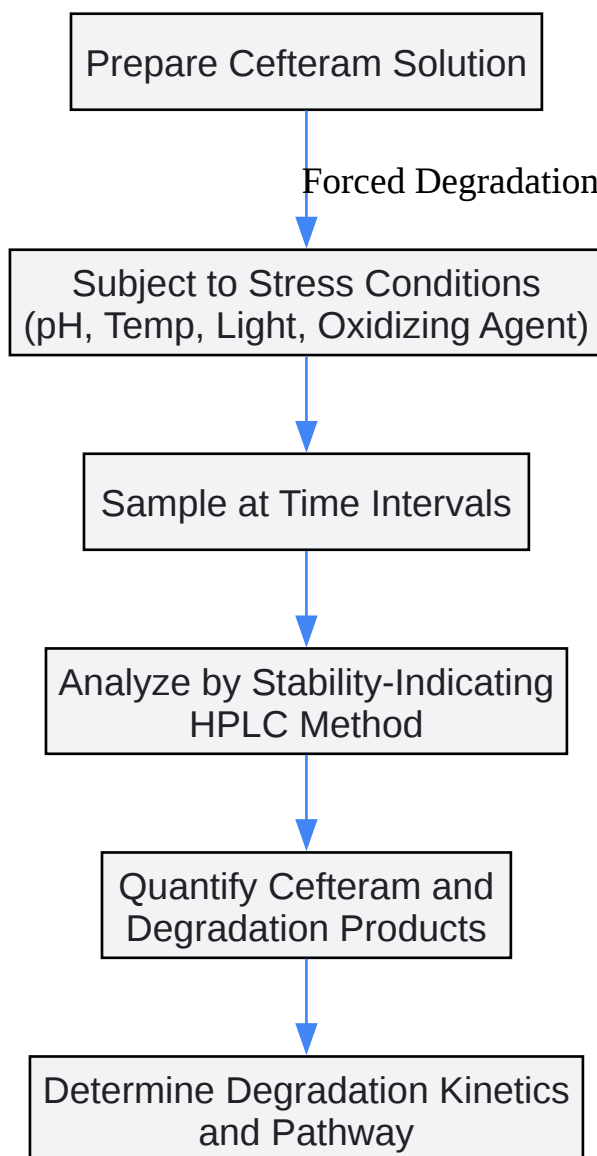 Prepare Cefteram Solution
Forced Degradation
Subject to Stress Conditions
(pH, Temp, Light, Oxidizing Agent)
Sample at Time Intervals
Analyze by Stability-Indicating
HPLC Method
Quantify Cefteram and
Degradation Products
Determine Degradation Kinetics
and Pathway